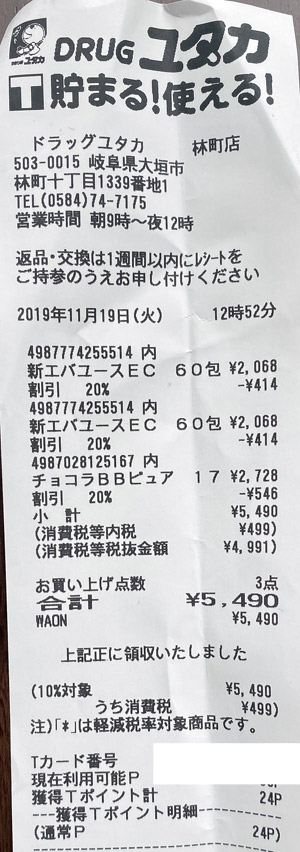 DRUG ユタカ
DRUG ユタカ
T 貯まる!使える!
ドラッグユタカ 林町店
503-0015 岐阜県大垣市
林町十丁目1339番地1
TEL(0584)74-7175
営業時間 朝9時～夜12時
返品・交換は1週間以内にレシートを
ご持参のうえお申し付けください
2019年11月19日(火) 12時52分
4987774255514 内
新エバユースEC 60包 ¥2,068
割引 20% -¥414
4987774255514 内
新エバユースEC 60包 ¥2,068
割引 20% -¥414
4987028125167 内
チョコラBBピュア 17 ¥2,728
割引 20% -¥546
小 計 ¥5,490
(消費税等内税 ¥499)
(消費税等税抜金額 ¥4,991)
お買い上げ点数 3点
合計 ¥5,490
WAON ¥5,490
上記正に領収いたしました
(10%対象 ¥5,490
うち消費税 ¥499)
注)「*」は軽減税率対象商品です。
Tカード番号
現在利用可能P
獲得Tポイント計 24P
---獲得Tポイント明細---
(通常P 24P)